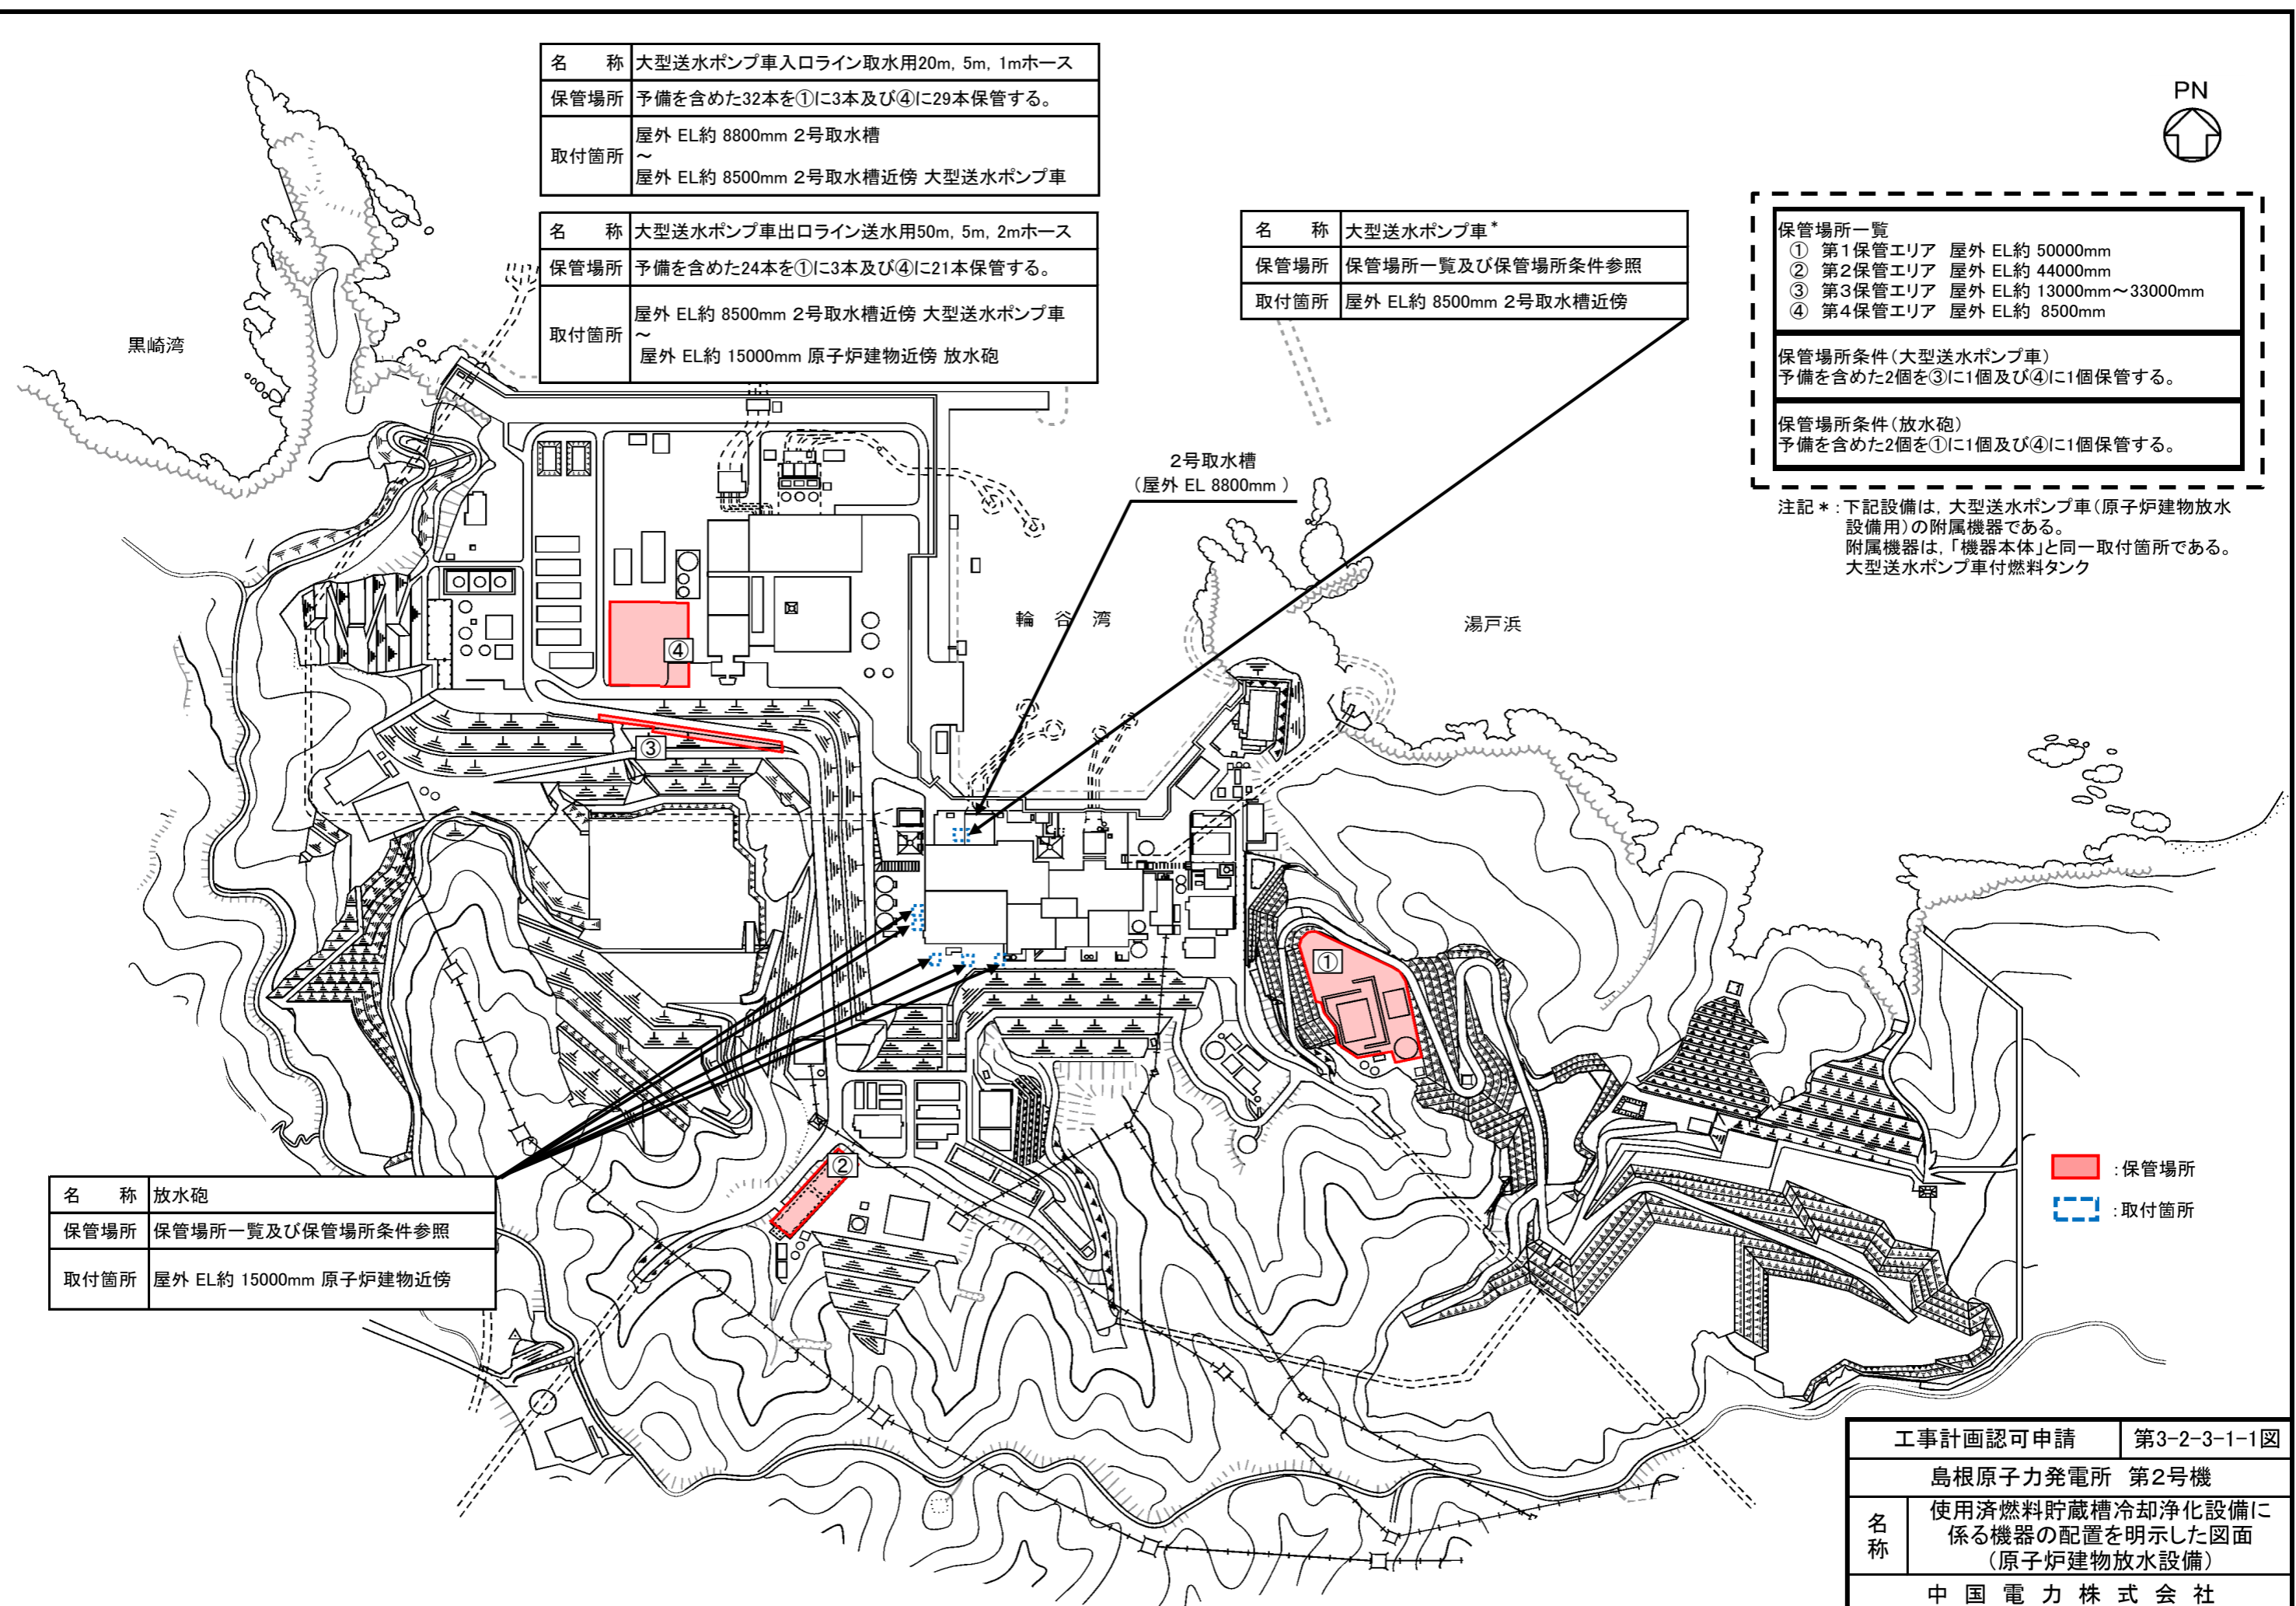 名 称 大型送水ポンプ車入口ライン取水用20m, 5m, 1mホース
保管場所 予備を含めた32本を①に3本及び④に29本保管する。
取付箇所
屋外 EL約 8800mm 2号取水槽
～
屋外 EL約 8500mm 2号取水槽近傍 大型送水ポンプ車
名 称 大型送水ポンプ車出口ライン送水用50m, 5m, 2mホース
保管場所 予備を含めた24本を①に3本及び④に21本保管する。
取付箇所
屋外 EL約 8500mm 2号取水槽近傍 大型送水ポンプ車
～
屋外 EL約 15000mm 原子炉建物近傍 放水砲
名 称 大型送水ポンプ車*
保管場所 保管場所一覧及び保管場所条件参照
取付箇所 屋外 EL約 8500mm 2号取水槽近傍
PN
保管場所一覧
① 第1保管エリア 屋外 EL約 50000mm
② 第2保管エリア 屋外 EL約 44000mm
③ 第3保管エリア 屋外 EL約 13000mm～33000mm
④ 第4保管エリア 屋外 EL約 8500mm
保管場所条件(大型送水ポンプ車)
予備を含めた2個を③に1個及び④に1個保管する。
保管場所条件(放水砲)
予備を含めた2個を①に1個及び④に1個保管する。
注記*:下記設備は, 大型送水ポンプ車(原子炉建物放水
設備用)の附属機器である。
附属機器は,「機器本体」と同一取付箇所である。
大型送水ポンプ車付燃料タンク
黒崎湾
2号取水槽
(屋外 EL 8800mm )
輪 谷 湾
湯戸浜
④
③
①
②
名 称 放水砲
保管場所 保管場所一覧及び保管場所条件参照
取付箇所 屋外 EL約 15000mm 原子炉建物近傍
:保管場所
:取付箇所
工事計画認可申請 第3-2-3-1-1図
島根原子力発電所 第2号機
名称
使用済燃料貯蔵槽冷却浄化設備に
係る機器の配置を明示した図面
(原子炉建物放水設備)
中 国 電 力 株 式 会 社